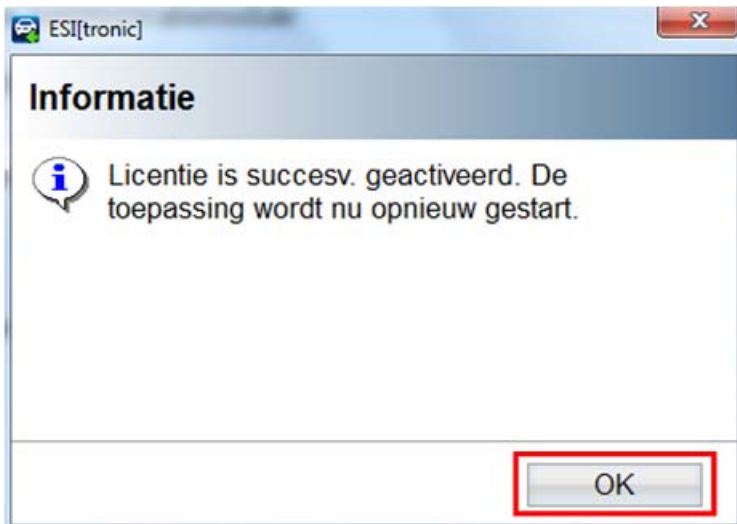 ESI[tronic]
Informatie
Licentie is succesv. geactiveerd. De
toepassing wordt nu opnieuw gestart.
OK